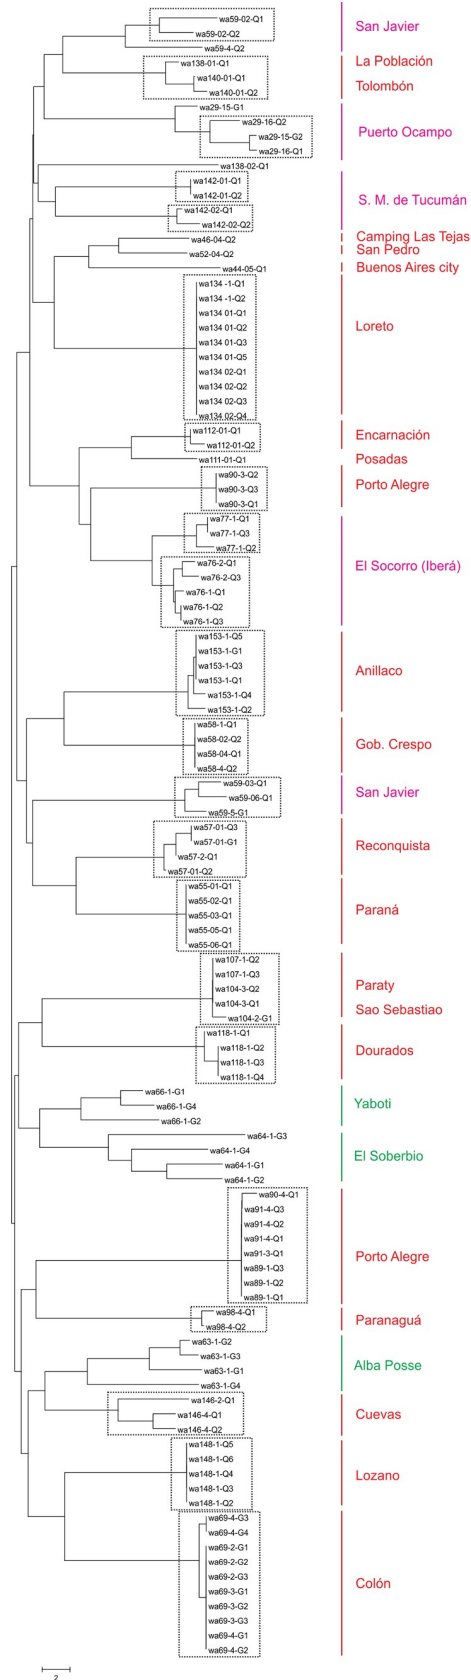 wa59-02-Q1
San Javier
wa59-02-Q2
wa59-4-Q2
wa138-01-Q1
La Población
wa140-01-Q1
Tolombón
wa140-01-Q2
wa29-15-G1
wa29-16-Q2
Puerto Ocampo
wa29-15-G2
wa29-16-Q1
wa138-02-Q1
wa142-01-Q1
wa142-01-Q2
S. M. de Tucumán
wa142-02-Q1
wa142-02-Q2
wa46-04-Q2
Camping Las Tejas
wa52-04-Q2
San Pedro
wa44-05-Q1
Buenos Aires city
wa134 -1-Q1
wa134 -1-Q2
wa134 01-Q1
wa134 01-Q2
Loreto
wa134 01-Q3
wa134 01-Q5
wa134 02-Q1
wa134 02-Q2
wa134 02-Q3
wa134 02-Q4
wa112-01-Q1
Encarnación
wa112-01-Q2
wa111-01-Q1
Posadas
wa90-3-Q2
wa90-3-Q3
Porto Alegre
wa90-3-Q1
wa77-1-Q1
wa77-1-Q3
wa77-1-Q2
wa76-2-Q1
El Socorro (Iberá)
wa76-2-Q3
wa76-1-Q1
wa76-1-Q2
wa76-1-Q3
wa153-1-Q5
wa153-1-G1
wa153-1-Q3
Anillaco
wa153-1-Q1
wa153-1-Q4
wa153-1-Q2
wa58-1-Q1
wa58-02-Q2
Gob. Crespo
wa58-04-Q1
wa58-4-Q2
wa59-03-Q1
San Javier
wa59-06-Q1
wa59-5-G1
wa57-01-Q3
wa57-01-G1
Reconquista
wa57-2-Q1
wa57-01-Q2
wa55-01-Q1
wa55-02-Q1
Paraná
wa55-03-Q1
wa55-05-Q1
wa55-06-Q1
wa107-1-Q2
wa107-1-Q3
Paraty
wa104-3-Q2
wa104-3-Q1
Sao Sebastiao
wa104-2-G1
wa118-1-Q1
wa118-1-Q2
Dourados
wa118-1-Q3
wa118-1-Q4
wa66-1-G1
wa66-1-G4
Yaboti
wa66-1-G2
wa64-1-G3
wa64-1-G4
El Soberbio
wa64-1-G1
wa64-1-G2
wa90-4-Q1
wa91-4-Q3
wa91-4-Q2
wa91-4-Q1
wa91-3-Q1
Porto Alegre
wa89-1-Q3
wa89-1-Q2
wa89-1-Q1
wa98-4-Q1
Paranaguá
wa98-4-Q2
wa63-1-G2
wa63-1-G3
Alba Posse
wa63-1-G1
wa63-1-G4
wa146-2-Q1
wa146-4-Q1
Cuevas
wa146-4-Q2
wa148-1-Q5
wa148-1-Q6
wa148-1-Q4
Lozano
wa148-1-Q3
wa148-1-Q2
wa69-4-G3
wa69-4-G4
wa69-2-G1
wa69-2-G2
wa69-2-G3
Colón
wa69-3-G1
wa69-3-G2
wa69-3-G3
wa69-4-G1
wa69-4-G2
2